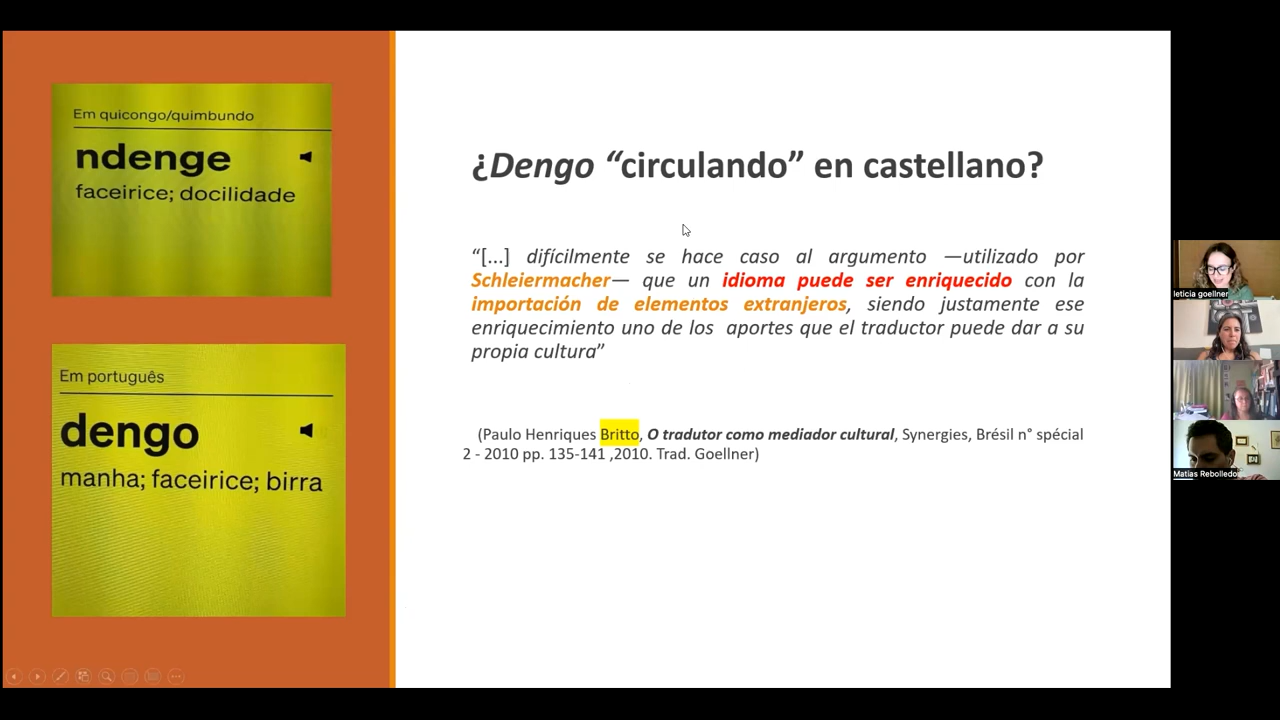 Em quicongo/quimbundo
ndenge
faceirice; docilidade
Em português
dengo
manha; faceirice; birra
¿Dengo “circulando” en castellano?
“[...] difícilmente se hace caso al argumento —utilizado por
Schleiermacher— que un idioma puede ser enriquecido con la
importación de elementos extranjeros, siendo justamente ese
enriquecimiento uno de los aportes que el traductor puede dar a su
propia cultura”
(Paulo Henriques Britto, O tradutor como mediador cultural, Synergies, Brésil n° spécial
2 - 2010 pp. 135-141 ,2010. Trad. Goellner)
leticia goellner
Matias Rebolledo